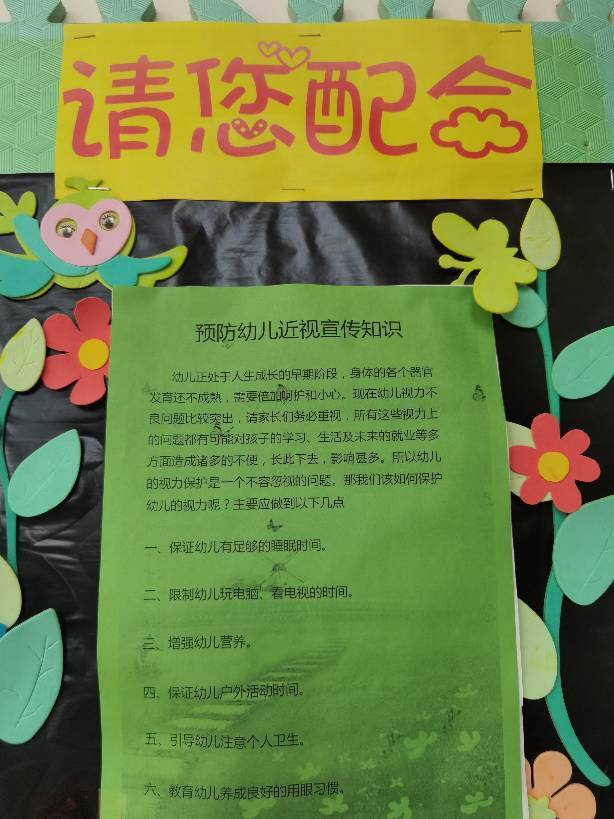 请您配合
预防幼儿近视宣传知识
幼儿正处于人生成长的早期阶段，身体的各个器官
发育还不成熟，需要倍加呵护和小心。现在幼儿视力不
良问题比较突出，请家长们务必重视，所有这些视力上
的问题都有可能对孩子的学习、生活及未来的就业等多
方面造成诸多的不便，长此下去，影响甚多。所以幼儿
的视力保护是一个不容忽视的问题。那我们该如何保护
幼儿的视力呢？主要应做到以下几点
一、保证幼儿有足够的睡眠时间。
二、限制幼儿玩电脑、看电视的时间。
三、增强幼儿营养。
四、保证幼儿户外活动时间。
五、引导幼儿注意个人卫生。
六、教育幼儿养成良好的用眼习惯。